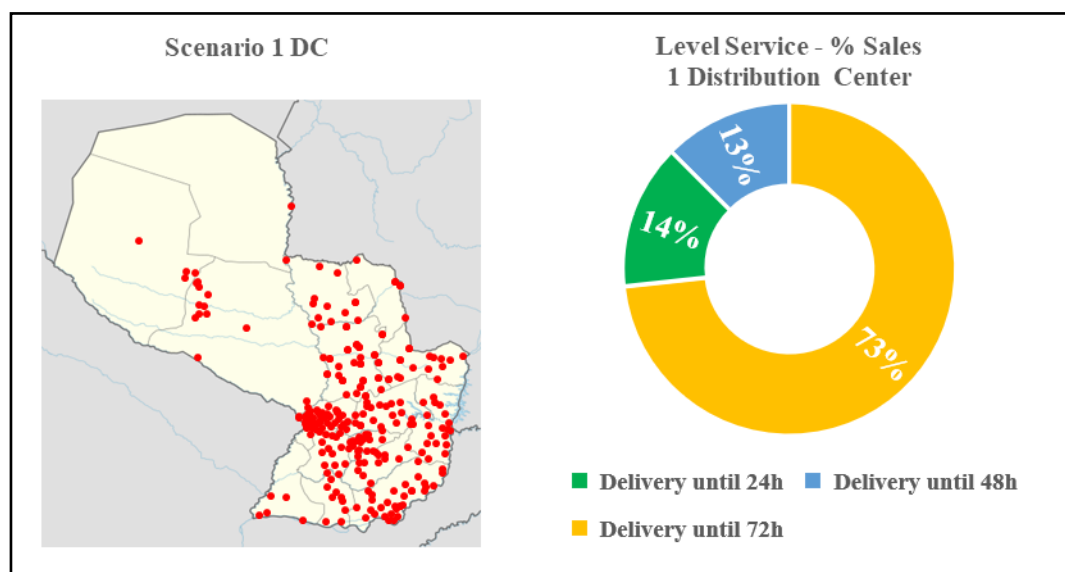 Scenario 1 DC
Level Service - % Sales
1 Distribution Center
13%
14%
73%
Delivery until 24h
Delivery until 48h
Delivery until 72h